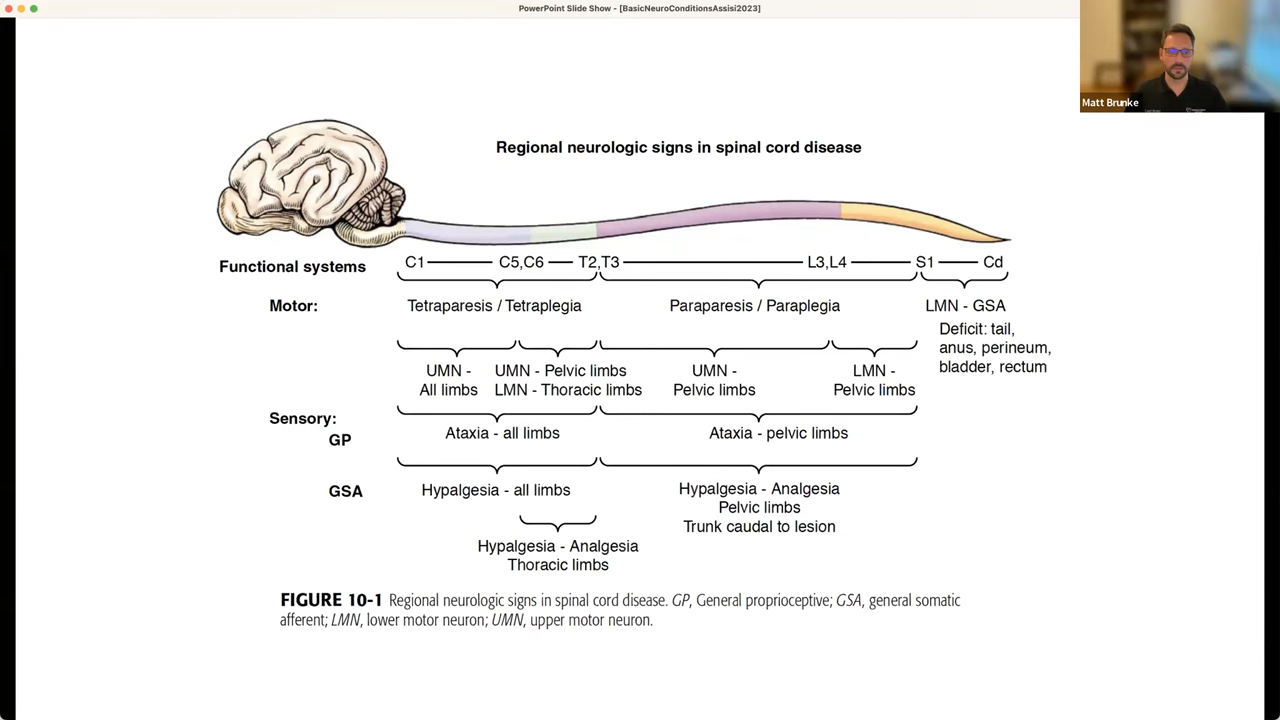 PowerPoint Slide Show - [BasicNeuroConditionsAssisi2023]
Matt Brunke
Regional neurologic signs in spinal cord disease
Functional systems
C1 C5,C6 T2,T3 L3,L4 S1 Cd
Motor:
Tetraparesis / Tetraplegia
Paraparesis / Paraplegia
LMN - GSA
Deficit: tail,
anus, perineum,
bladder, rectum
UMN -
All limbs
UMN - Pelvic limbs
LMN - Thoracic limbs
UMN -
Pelvic limbs
LMN -
Pelvic limbs
Sensory:
GP
Ataxia - all limbs
Ataxia - pelvic limbs
GSA
Hypalgesia - all limbs
Hypalgesia - Analgesia
Pelvic limbs
Trunk caudal to lesion
Hypalgesia - Analgesia
Thoracic limbs
FIGURE 10-1 Regional neurologic signs in spinal cord disease. GP, General proprioceptive; GSA, general somatic
afferent; LMN, lower motor neuron; UMN, upper motor neuron.